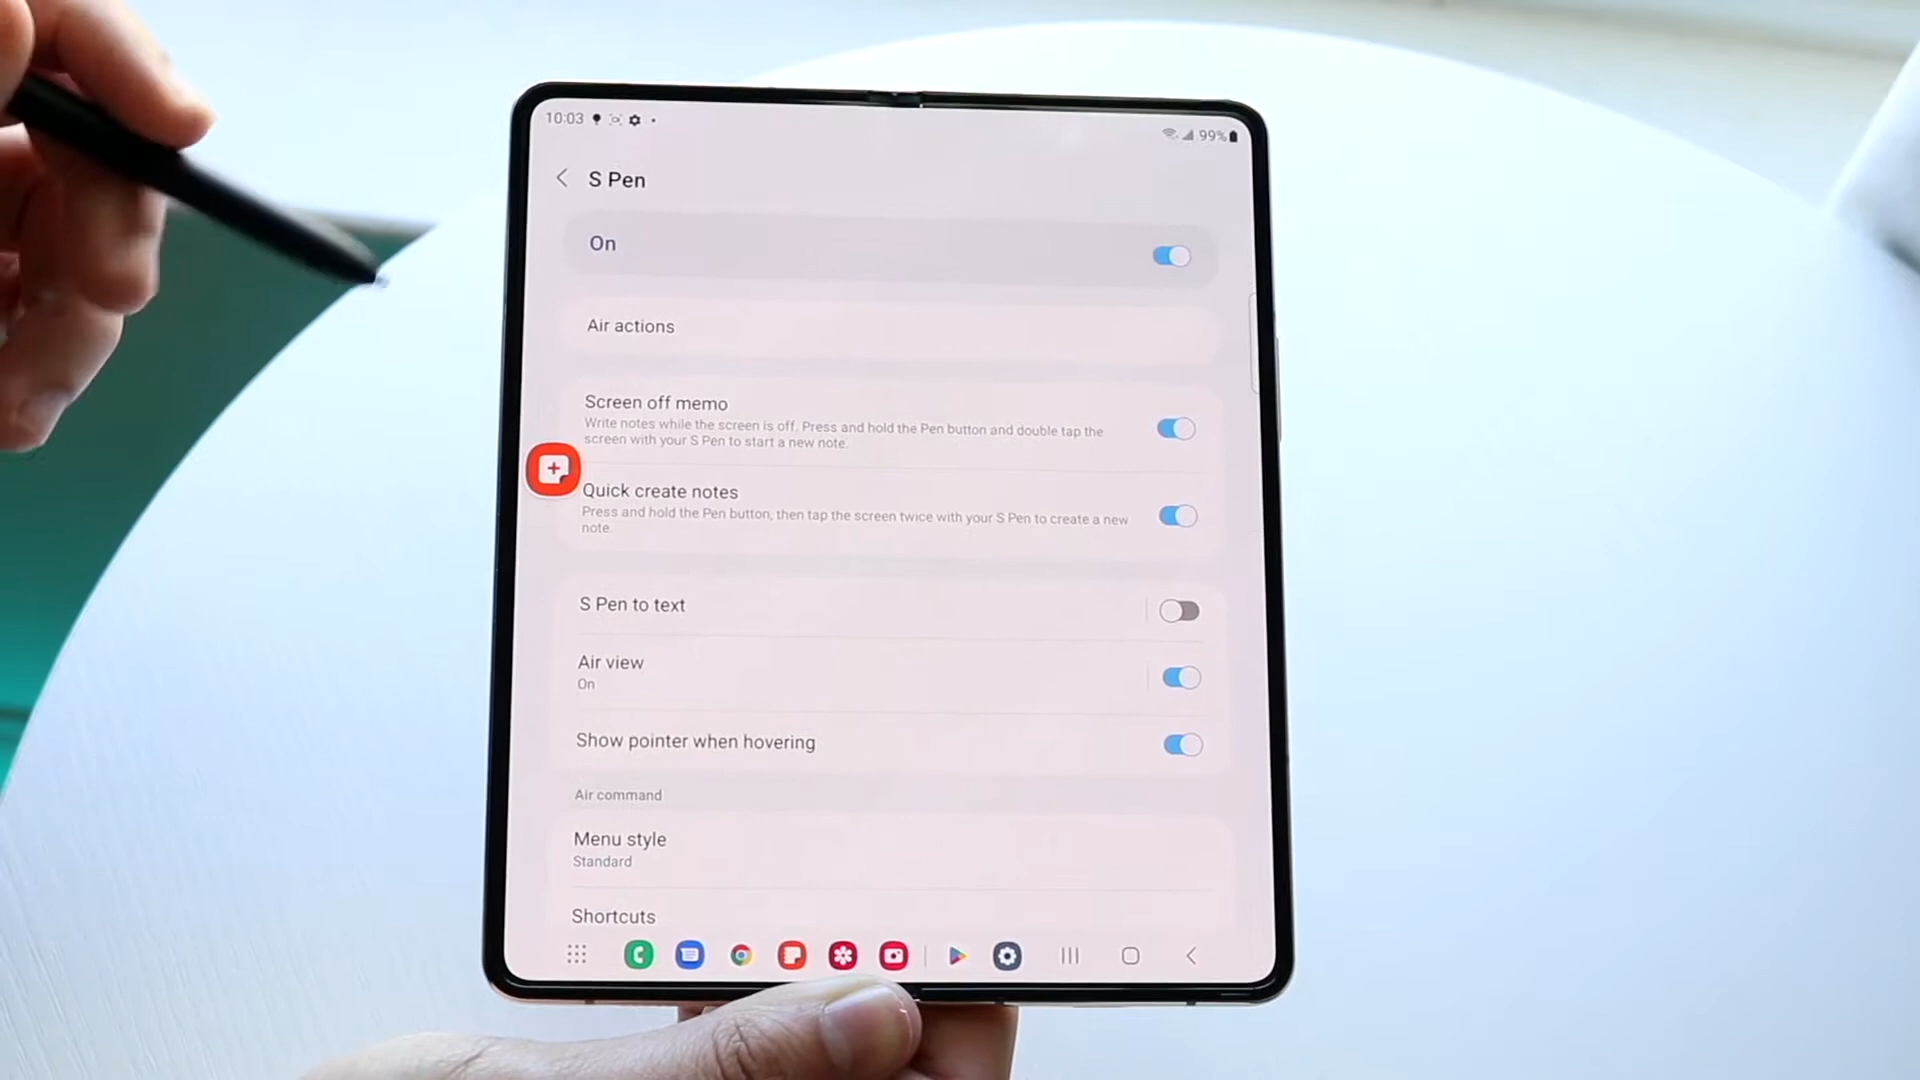 10:03
99%
S Pen
On
Air actions
Screen off memo
Write notes while the screen is off. Press and hold the Pen button and double tap the
screen with your S Pen to start a new note.
Quick create notes
Press and hold the Pen button, then tap the screen twice with your S Pen to create a new
note.
S Pen to text
Air view
On
Show pointer when hovering
Air command
Menu style
Standard
Shortcuts